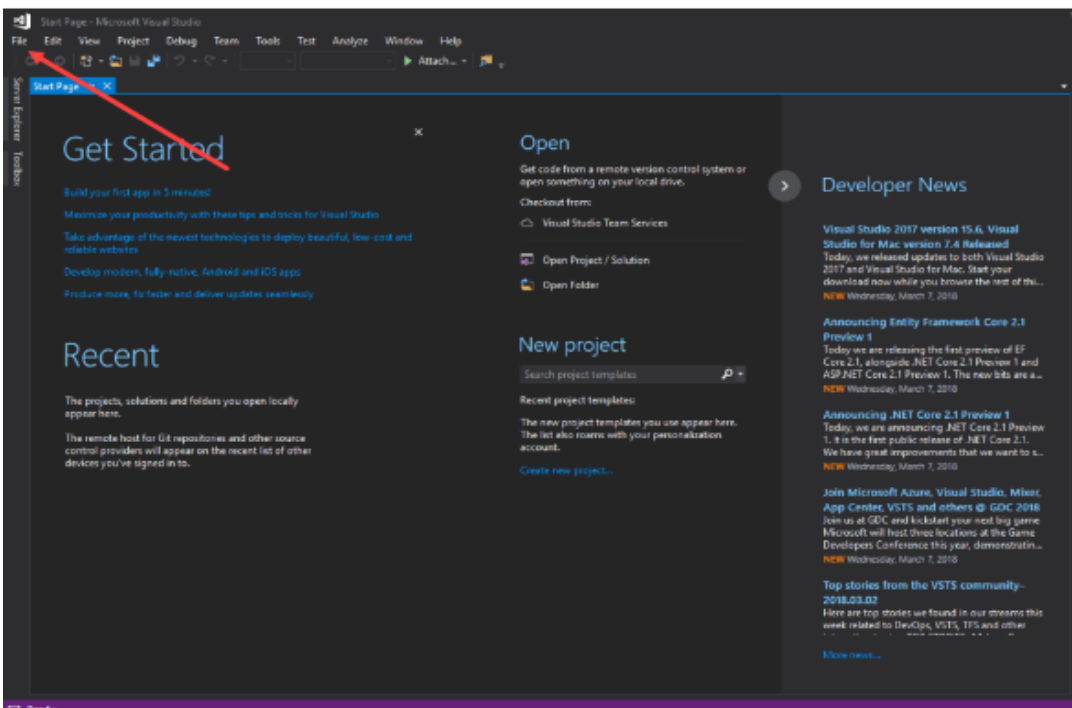 Start Page - Microsoft Visual Studio
File Edit View Project Debug Team Tools Test Analyze Window Help
Attach...
Server Explorer
Toolbox
Start Page
Get Started
Build your first app in 5 minutes!
Maximize your productivity with these tips and tricks for Visual Studio
Take advantage of the newest technologies to deploy beautiful, low-cost and
reliable websites
Develop modern, fully-native, Android and iOS apps
Produce more, fix faster and deliver updates seamlessly
Recent
The projects, solutions and folders you open locally
appear here.
The remote host for Git repositories and other source
control providers will appear on the recent list of other
devices you've signed in to.
Open
Get code from a remote version control system or
open something on your local drive.
Checkout from:
Visual Studio Team Services
Open Project / Solution
Open Folder
New project
Search project templates
Recent project templates:
The new project templates you use appear here.
The list also roams with your personalization
account.
Create new project...
Developer News
Visual Studio 2017 version 15.6, Visual
Studio for Mac version 7.4 Released
Today, we released updates to both Visual Studio
2017 and Visual Studio for Mac. Start your
download now while you browse the rest of thi...
NEW Wednesday, March 7, 2018
Announcing Entity Framework Core 2.1
Preview 1
Today we are releasing the first preview of EF
Core 2.1, alongside .NET Core 2.1 Preview 1 and
ASP.NET Core 2.1 Preview 1. The new bits are a...
NEW Wednesday, March 7, 2018
Announcing .NET Core 2.1 Preview 1
Today, we are announcing .NET Core 2.1 Preview
1. It is the first public release of .NET Core 2.1.
We have great improvements that we want to s...
NEW Wednesday, March 7, 2018
Join Microsoft Azure, Visual Studio, Mixer,
App Center, VSTS and others @ GDC 2018
Join us at GDC and kickstart your next big game
Microsoft will host three locations at the Game
Developers Conference this year, demonstratin...
NEW Wednesday, March 7, 2018
Top stories from the VSTS community–
2018.03.02
Here are top stories we found in our streams this
week related to DevOps, VSTS, TFS and other
More news...